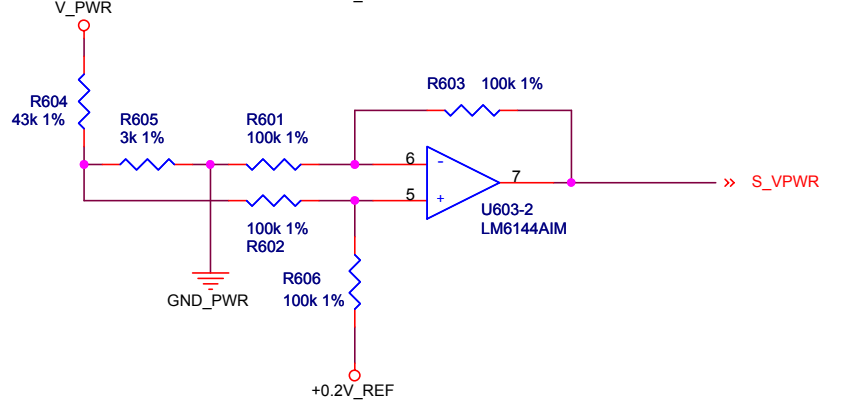 V_PWR
R603 100k 1%
R604
43k 1%
R605
3k 1%
R601
100k 1%
6
-
7
S_VPWR
5
+
U603-2
LM6144AIM
100k 1%
R602
R606
100k 1%
GND_PWR
+0.2V_REF